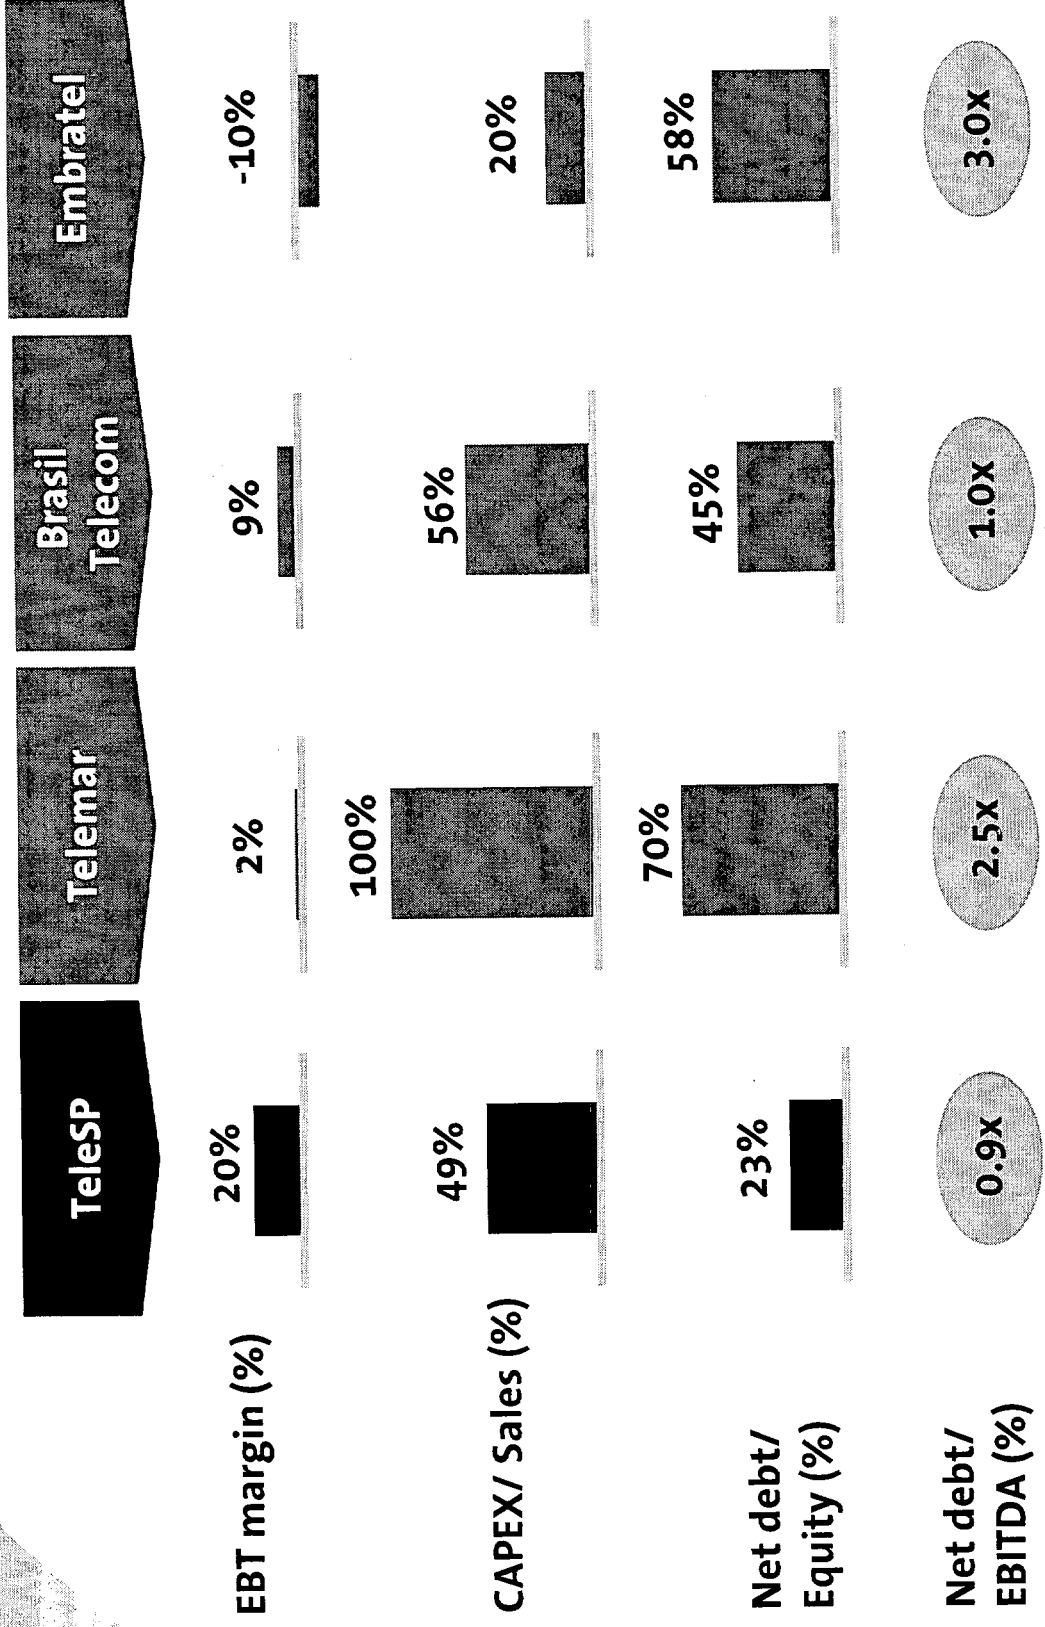 TeleSP
Telemar
Brasil
Telecom
Embratel
EBT margin (%)
20%
2%
9%
-10%
CAPEX/ Sales (%)
49%
100%
56%
20%
Net debt/
Equity (%)
23%
70%
45%
58%
Net debt/
EBITDA (%)
0.9x
2.5x
1.0x
3.0x